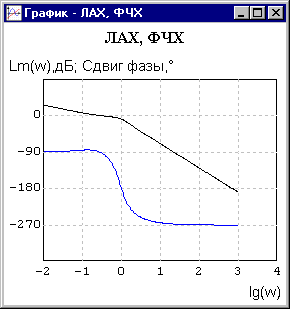 График - ЛАХ, ФЧХ
ЛАХ, ФЧХ
Lm(w),дБ; Сдвиг фазы,°
0
-90
-180
-270
-2 -1 0 1 2 3 4
lg(w)